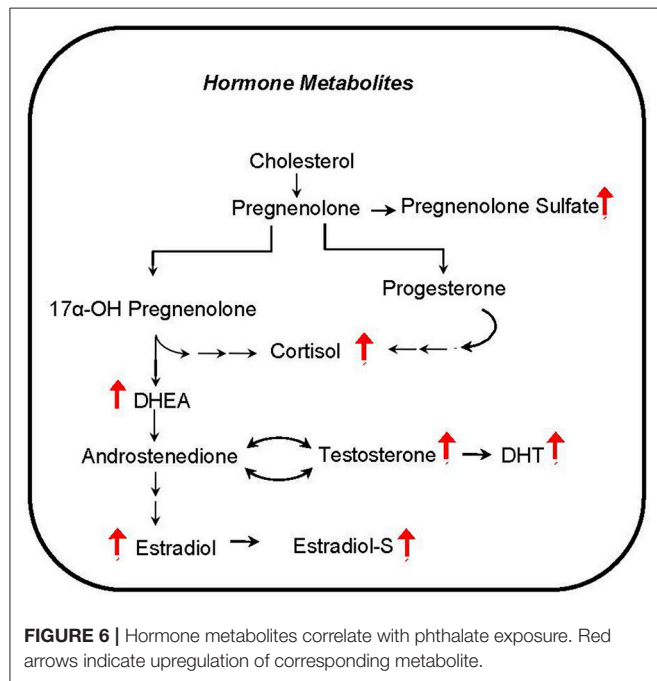 Hormone Metabolites
Cholesterol
Pregnenolone
Pregnenolone Sulfate
Progesterone
17α-OH Pregnenolone
Cortisol
DHEA
Androstenedione
Testosterone
DHT
Estradiol
Estradiol-S
FIGURE 6 | Hormone metabolites correlate with phthalate exposure. Red
arrows indicate upregulation of corresponding metabolite.